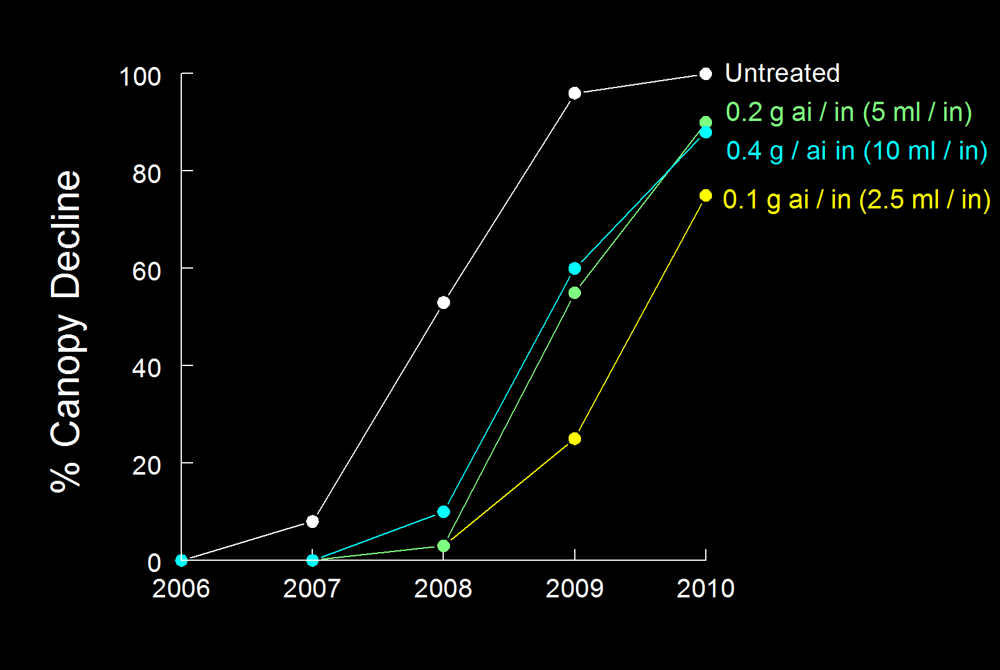 % Canopy Decline
100
80
60
40
20
0
2006 2007 2008 2009 2010
Untreated
0.2 g ai / in (5 ml / in)
0.4 g / ai in (10 ml / in)
0.1 g ai / in (2.5 ml / in)